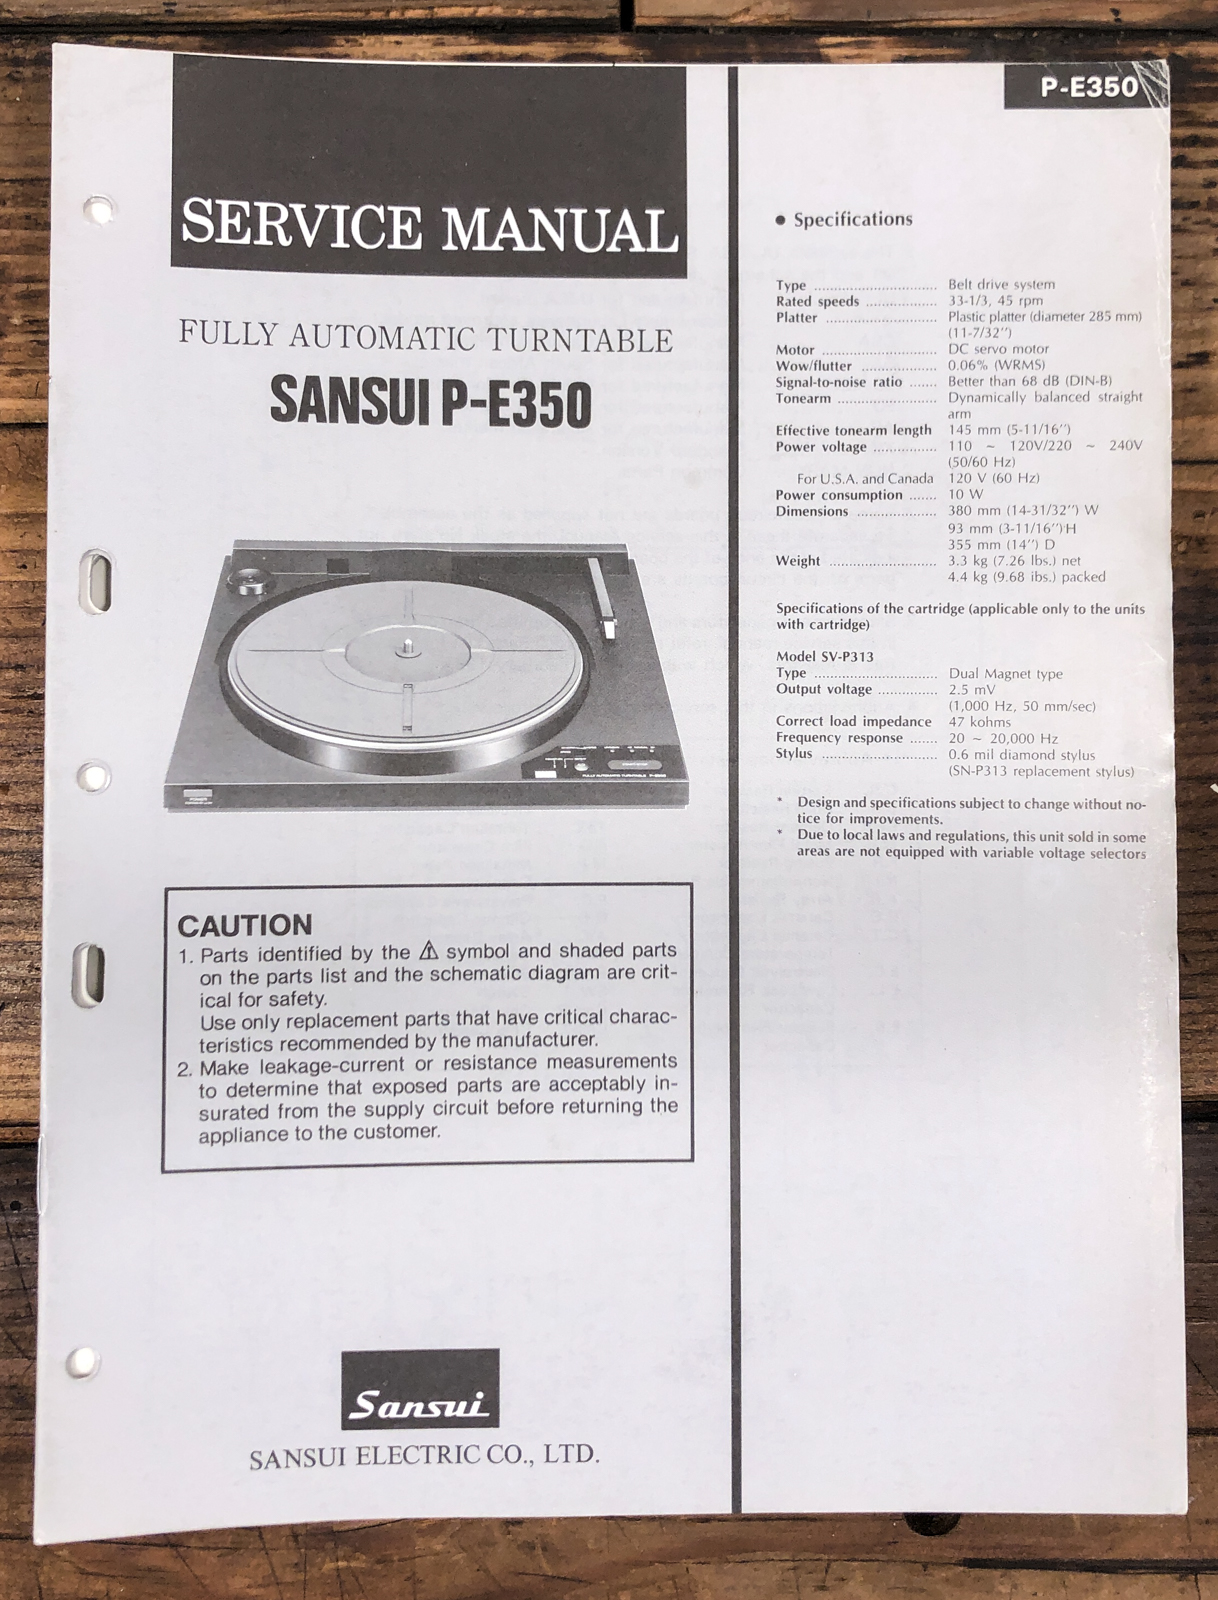 SERVICE MANUAL
FULLY AUTOMATIC TURNTABLE
SANSUI P-E350
POWER
FULLY AUTOMATIC TURNTABLE P-E350
CAUTION
1. Parts identified by the ⚠ symbol and shaded parts
on the parts list and the schematic diagram are crit-
ical for safety.
Use only replacement parts that have critical charac-
teristics recommended by the manufacturer.
2. Make leakage-current or resistance measurements
to determine that exposed parts are acceptably in-
surated from the supply circuit before returning the
appliance to the customer.
Sansui
SANSUI ELECTRIC CO., LTD.
P-E350
● Specifications
Type .............................. Belt drive system
Rated speeds ................. 33-1/3, 45 rpm
Platter ........................... Plastic platter (diameter 285 mm)
(11-7/32'')
Motor ............................ DC servo motor
Wow/flutter .................. 0.06% (WRMS)
Signal-to-noise ratio ...... Better than 68 dB (DIN-B)
Tonearm ........................ Dynamically balanced straight
arm
Effective tonearm length 145 mm (5-11/16'')
Power voltage ............... 110 ~ 120V/220 ~ 240V
(50/60 Hz)
For U.S.A. and Canada 120 V (60 Hz)
Power consumption ....... 10 W
Dimensions ................... 380 mm (14-31/32'') W
93 mm (3-11/16'') H
355 mm (14'') D
Weight .......................... 3.3 kg (7.26 lbs.) net
4.4 kg (9.68 ibs.) packed
Specifications of the cartridge (applicable only to the units
with cartridge)
Model SV-P313
Type .............................. Dual Magnet type
Output voltage .............. 2.5 mV
(1,000 Hz, 50 mm/sec)
Correct load impedance 47 kohms
Frequency response ....... 20 ~ 20,000 Hz
Stylus ............................ 0.6 mil diamond stylus
(SN-P313 replacement stylus)
* Design and specifications subject to change without no-
tice for improvements.
* Due to local laws and regulations, this unit sold in some
areas are not equipped with variable voltage selectors